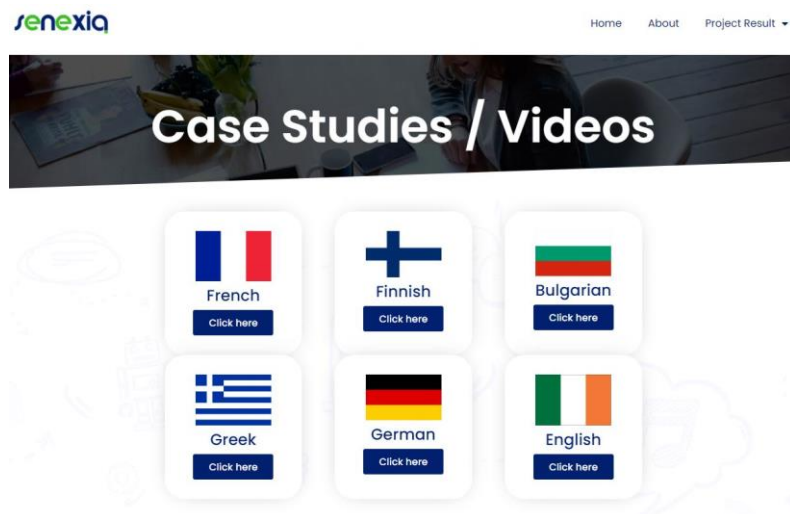 senexiq
Home About Project Result
Case Studies / Videos
French
Click here
Finnish
Click here
Bulgarian
Click here
Greek
Click here
German
Click here
English
Click here